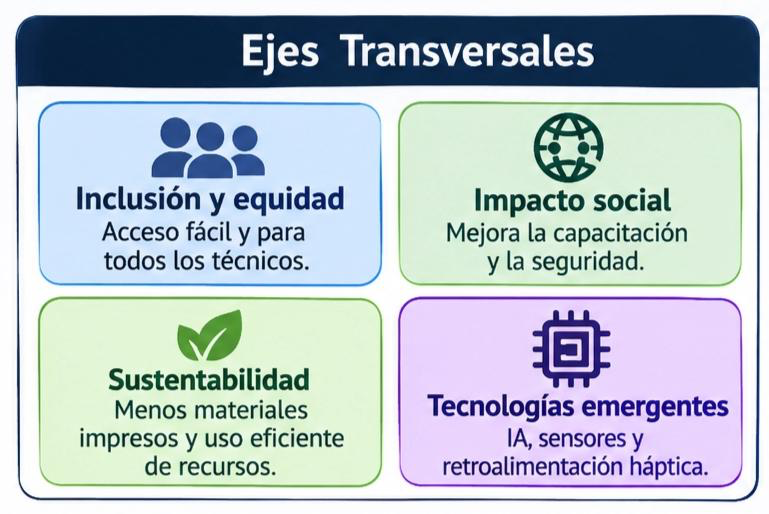 Ejes Transversales
Inclusión y equidad
Acceso fácil y para
todos los técnicos.
Impacto social
Mejora la capacitación
y la seguridad.
Sustentabilidad
Menos materiales
impresos y uso eficiente
de recursos.
Tecnologías emergentes
IA, sensores y
retroalimentación háptica.